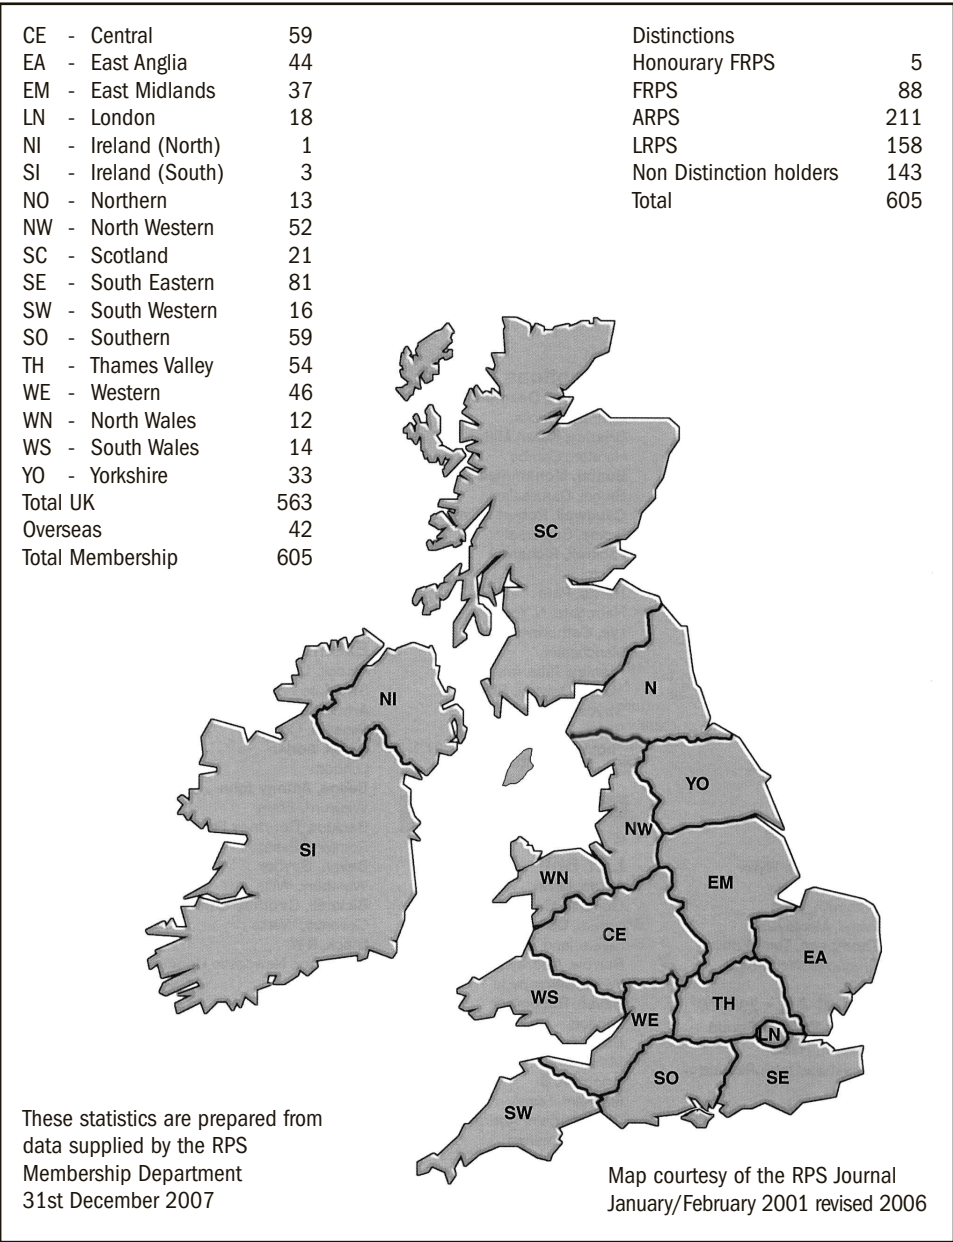 CE - Central 59
EA - East Anglia 44
EM - East Midlands 37
LN - London 18
NI - Ireland (North) 1
SI - Ireland (South) 3
NO - Northern 13
NW - North Western 52
SC - Scotland 21
SE - South Eastern 81
SW - South Western 16
SO - Southern 59
TH - Thames Valley 54
WE - Western 46
WN - North Wales 12
WS - South Wales 14
YO - Yorkshire 33
Total UK 563
Overseas 42
Total Membership 605
Distinctions
Honourary FRPS 5
FRPS 88
ARPS 211
LRPS 158
Non Distinction holders 143
Total 605
SC
NI
N
YO
NW
SI
WN
EM
CE
EA
WS
TH
WE
LN
SO
SE
SW
These statistics are prepared from
data supplied by the RPS
Membership Department
31st December 2007
Map courtesy of the RPS Journal
January/February 2001 revised 2006